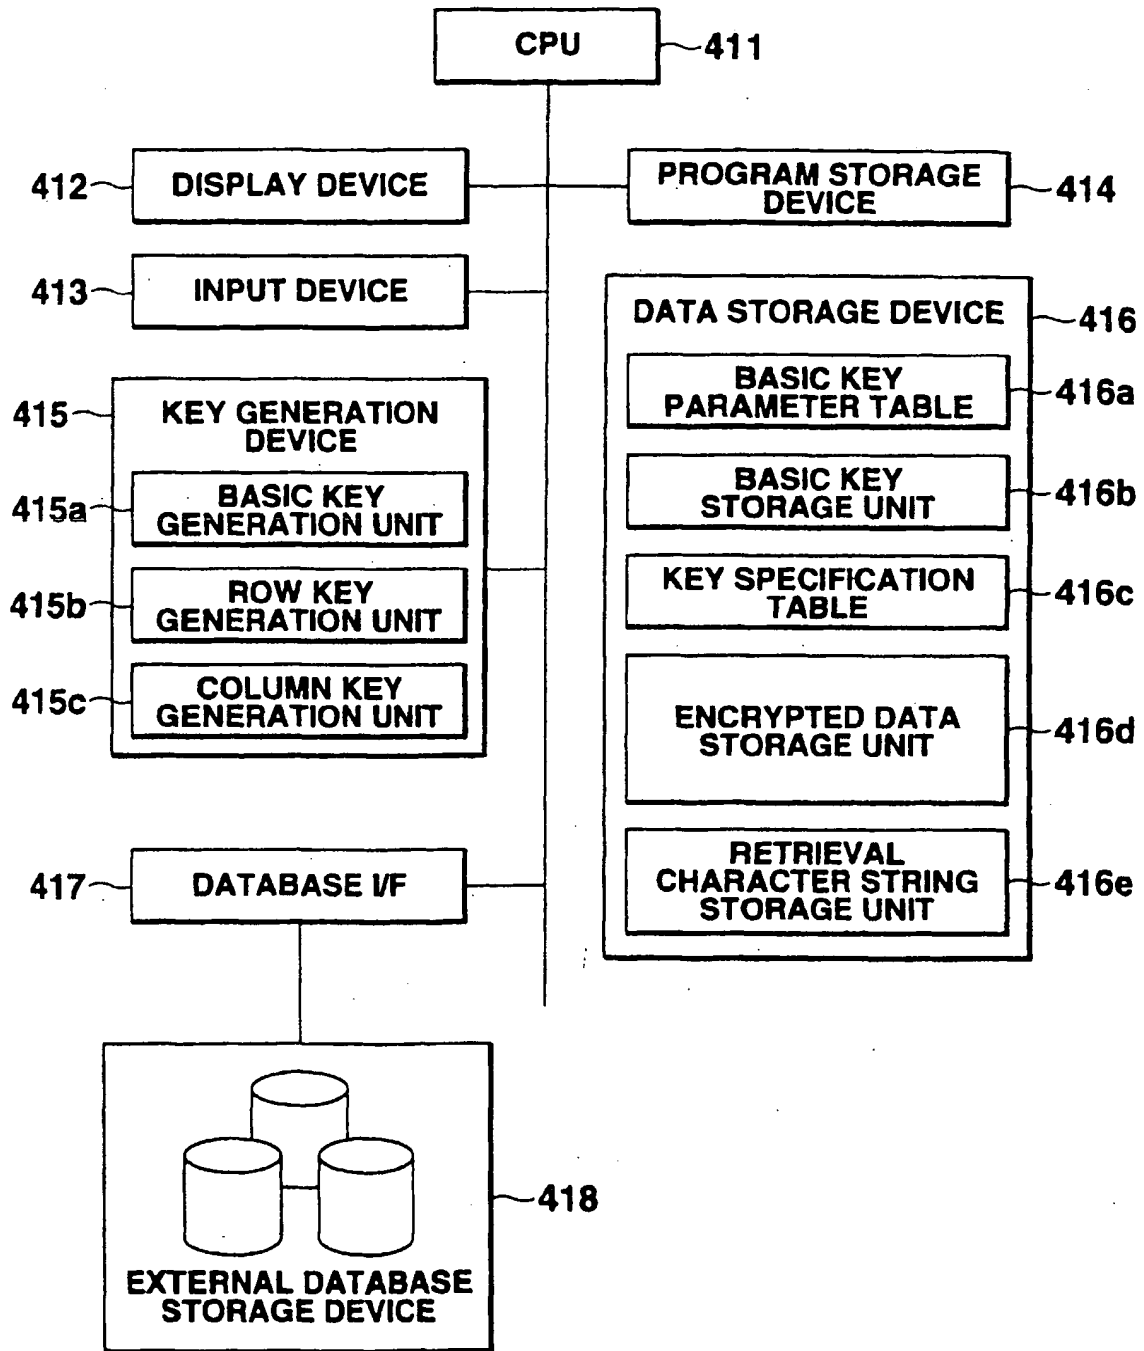 CPU
411
412
DISPLAY DEVICE
PROGRAM STORAGE
DEVICE
414
413
INPUT DEVICE
DATA STORAGE DEVICE
416
BASIC KEY
PARAMETER TABLE
416a
BASIC KEY
STORAGE UNIT
416b
KEY SPECIFICATION
TABLE
416c
ENCRYPTED DATA
STORAGE UNIT
416d
RETRIEVAL
CHARACTER STRING
STORAGE UNIT
416e
415
KEY GENERATION
DEVICE
415a
BASIC KEY
GENERATION UNIT
415b
ROW KEY
GENERATION UNIT
415c
COLUMN KEY
GENERATION UNIT
417
DATABASE I/F
418
EXTERNAL DATABASE
STORAGE DEVICE